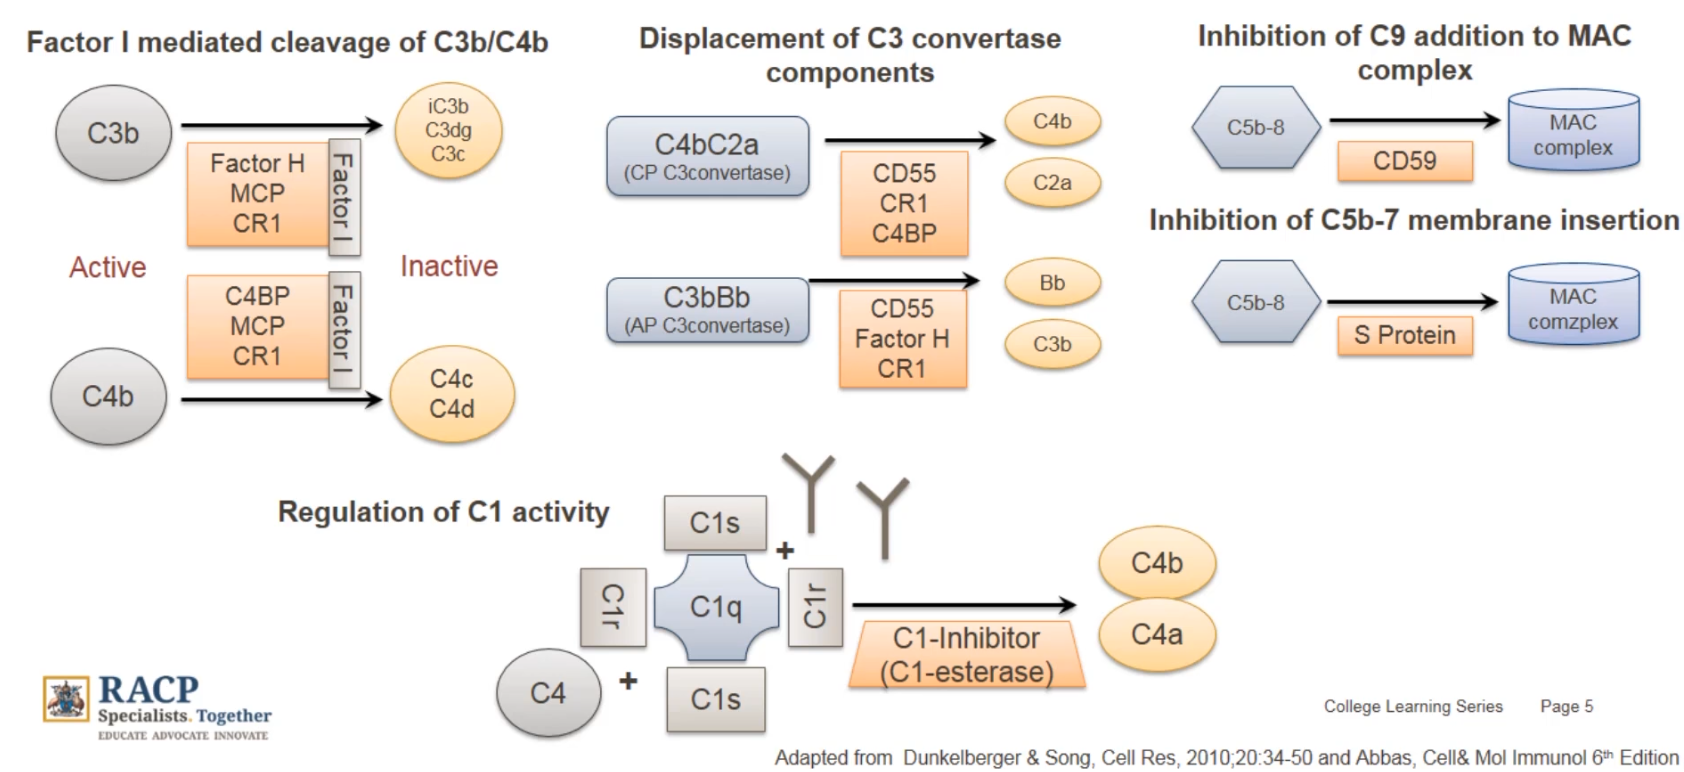 Factor I mediated cleavage of C3b/C4b
C3b
iC3b
C3dg
C3c
Factor H
MCP
CR1
Factor I
Active
Inactive
C4BP
MCP
CR1
Factor I
C4b
C4c
C4d
Displacement of C3 convertase
components
C4bC2a
(CP C3convertase)
CD55
CR1
C4BP
C4b
C2a
C3bBb
(AP C3convertase)
CD55
Factor H
CR1
Bb
C3b
Inhibition of C9 addition to MAC
complex
C5b-8
CD59
MAC
complex
Inhibition of C5b-7 membrane insertion
C5b-8
S Protein
MAC
comzplex
Regulation of C1 activity
C1s
+
C1r
C1q
C1r
C4
+
C1s
C1-Inhibitor
(C1-esterase)
C4b
C4a
RACP
Specialists. Together
EDUCATE ADVOCATE INNOVATE
College Learning Series Page 5
Adapted from Dunkelberger & Song, Cell Res, 2010;20:34-50 and Abbas, Cell& Mol Immunol 6th Edition